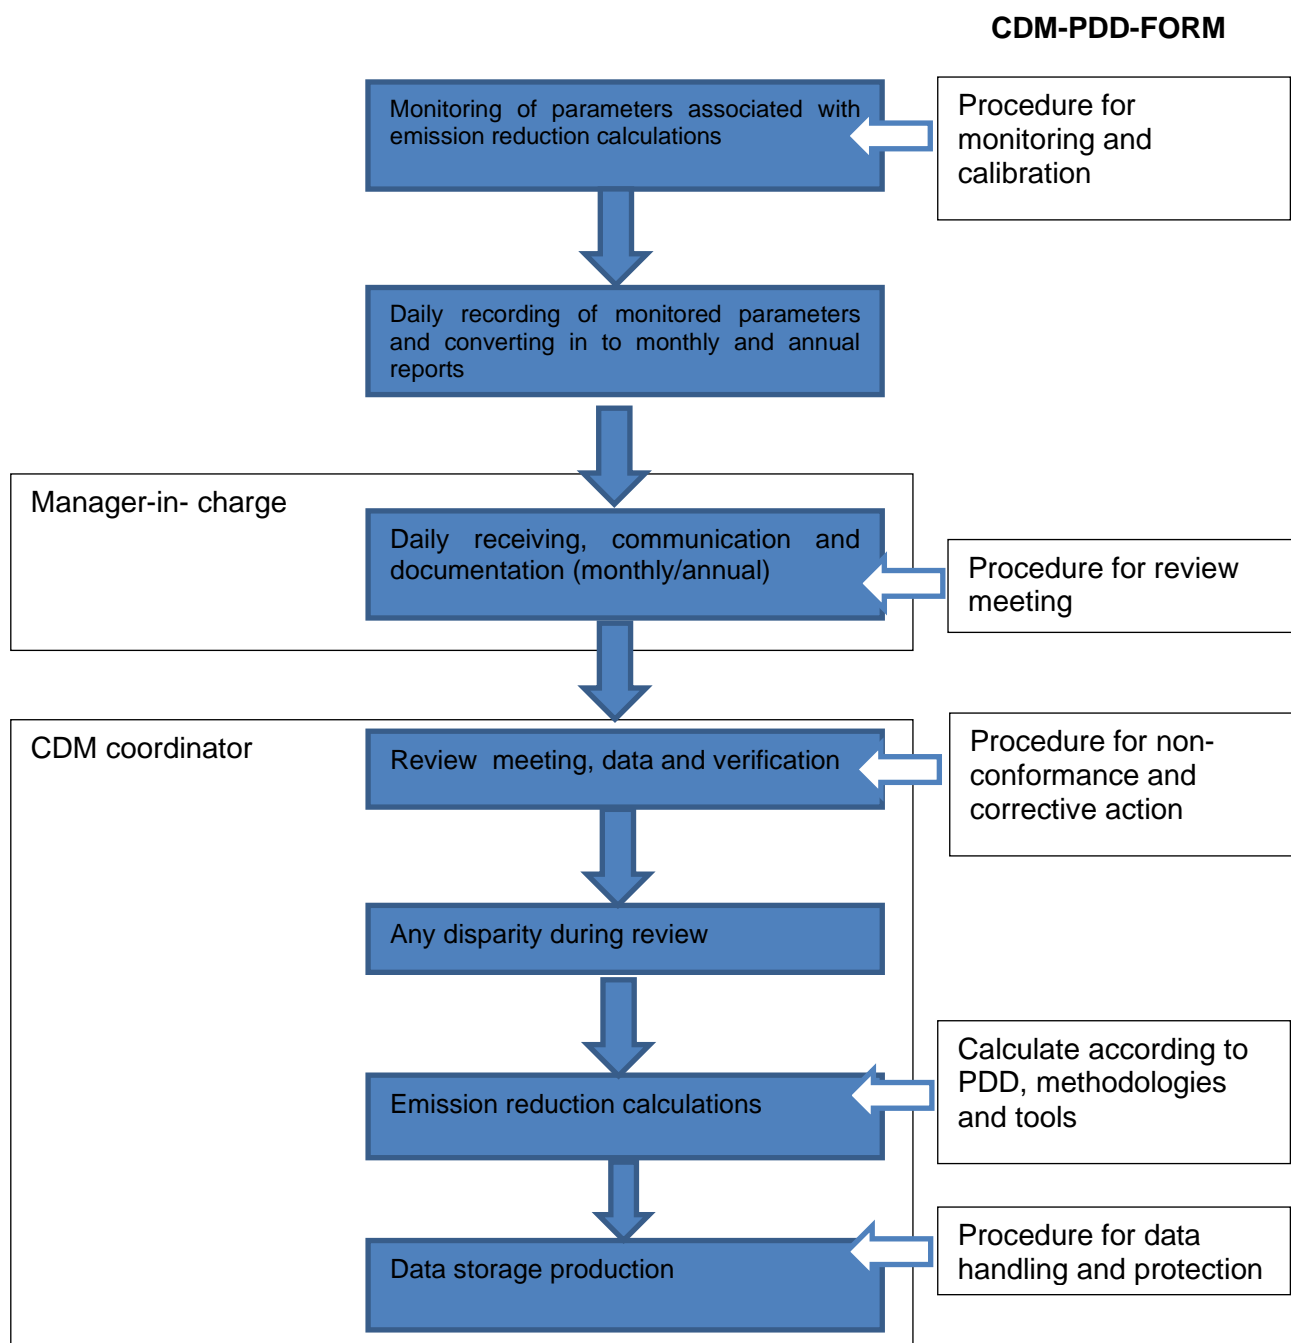 CDM-PDD-FORM
Monitoring of parameters associated with
emission reduction calculations
Procedure for
monitoring and
calibration
Daily recording of monitored parameters
and converting in to monthly and annual
reports
Manager-in- charge
Daily receiving, communication and
documentation (monthly/annual)
Procedure for review
meeting
CDM coordinator
Review meeting, data and verification
Procedure for non-
conformance and
corrective action
Any disparity during review
Emission reduction calculations
Calculate according to
PDD, methodologies
and tools
Data storage production
Procedure for data
handling and protection